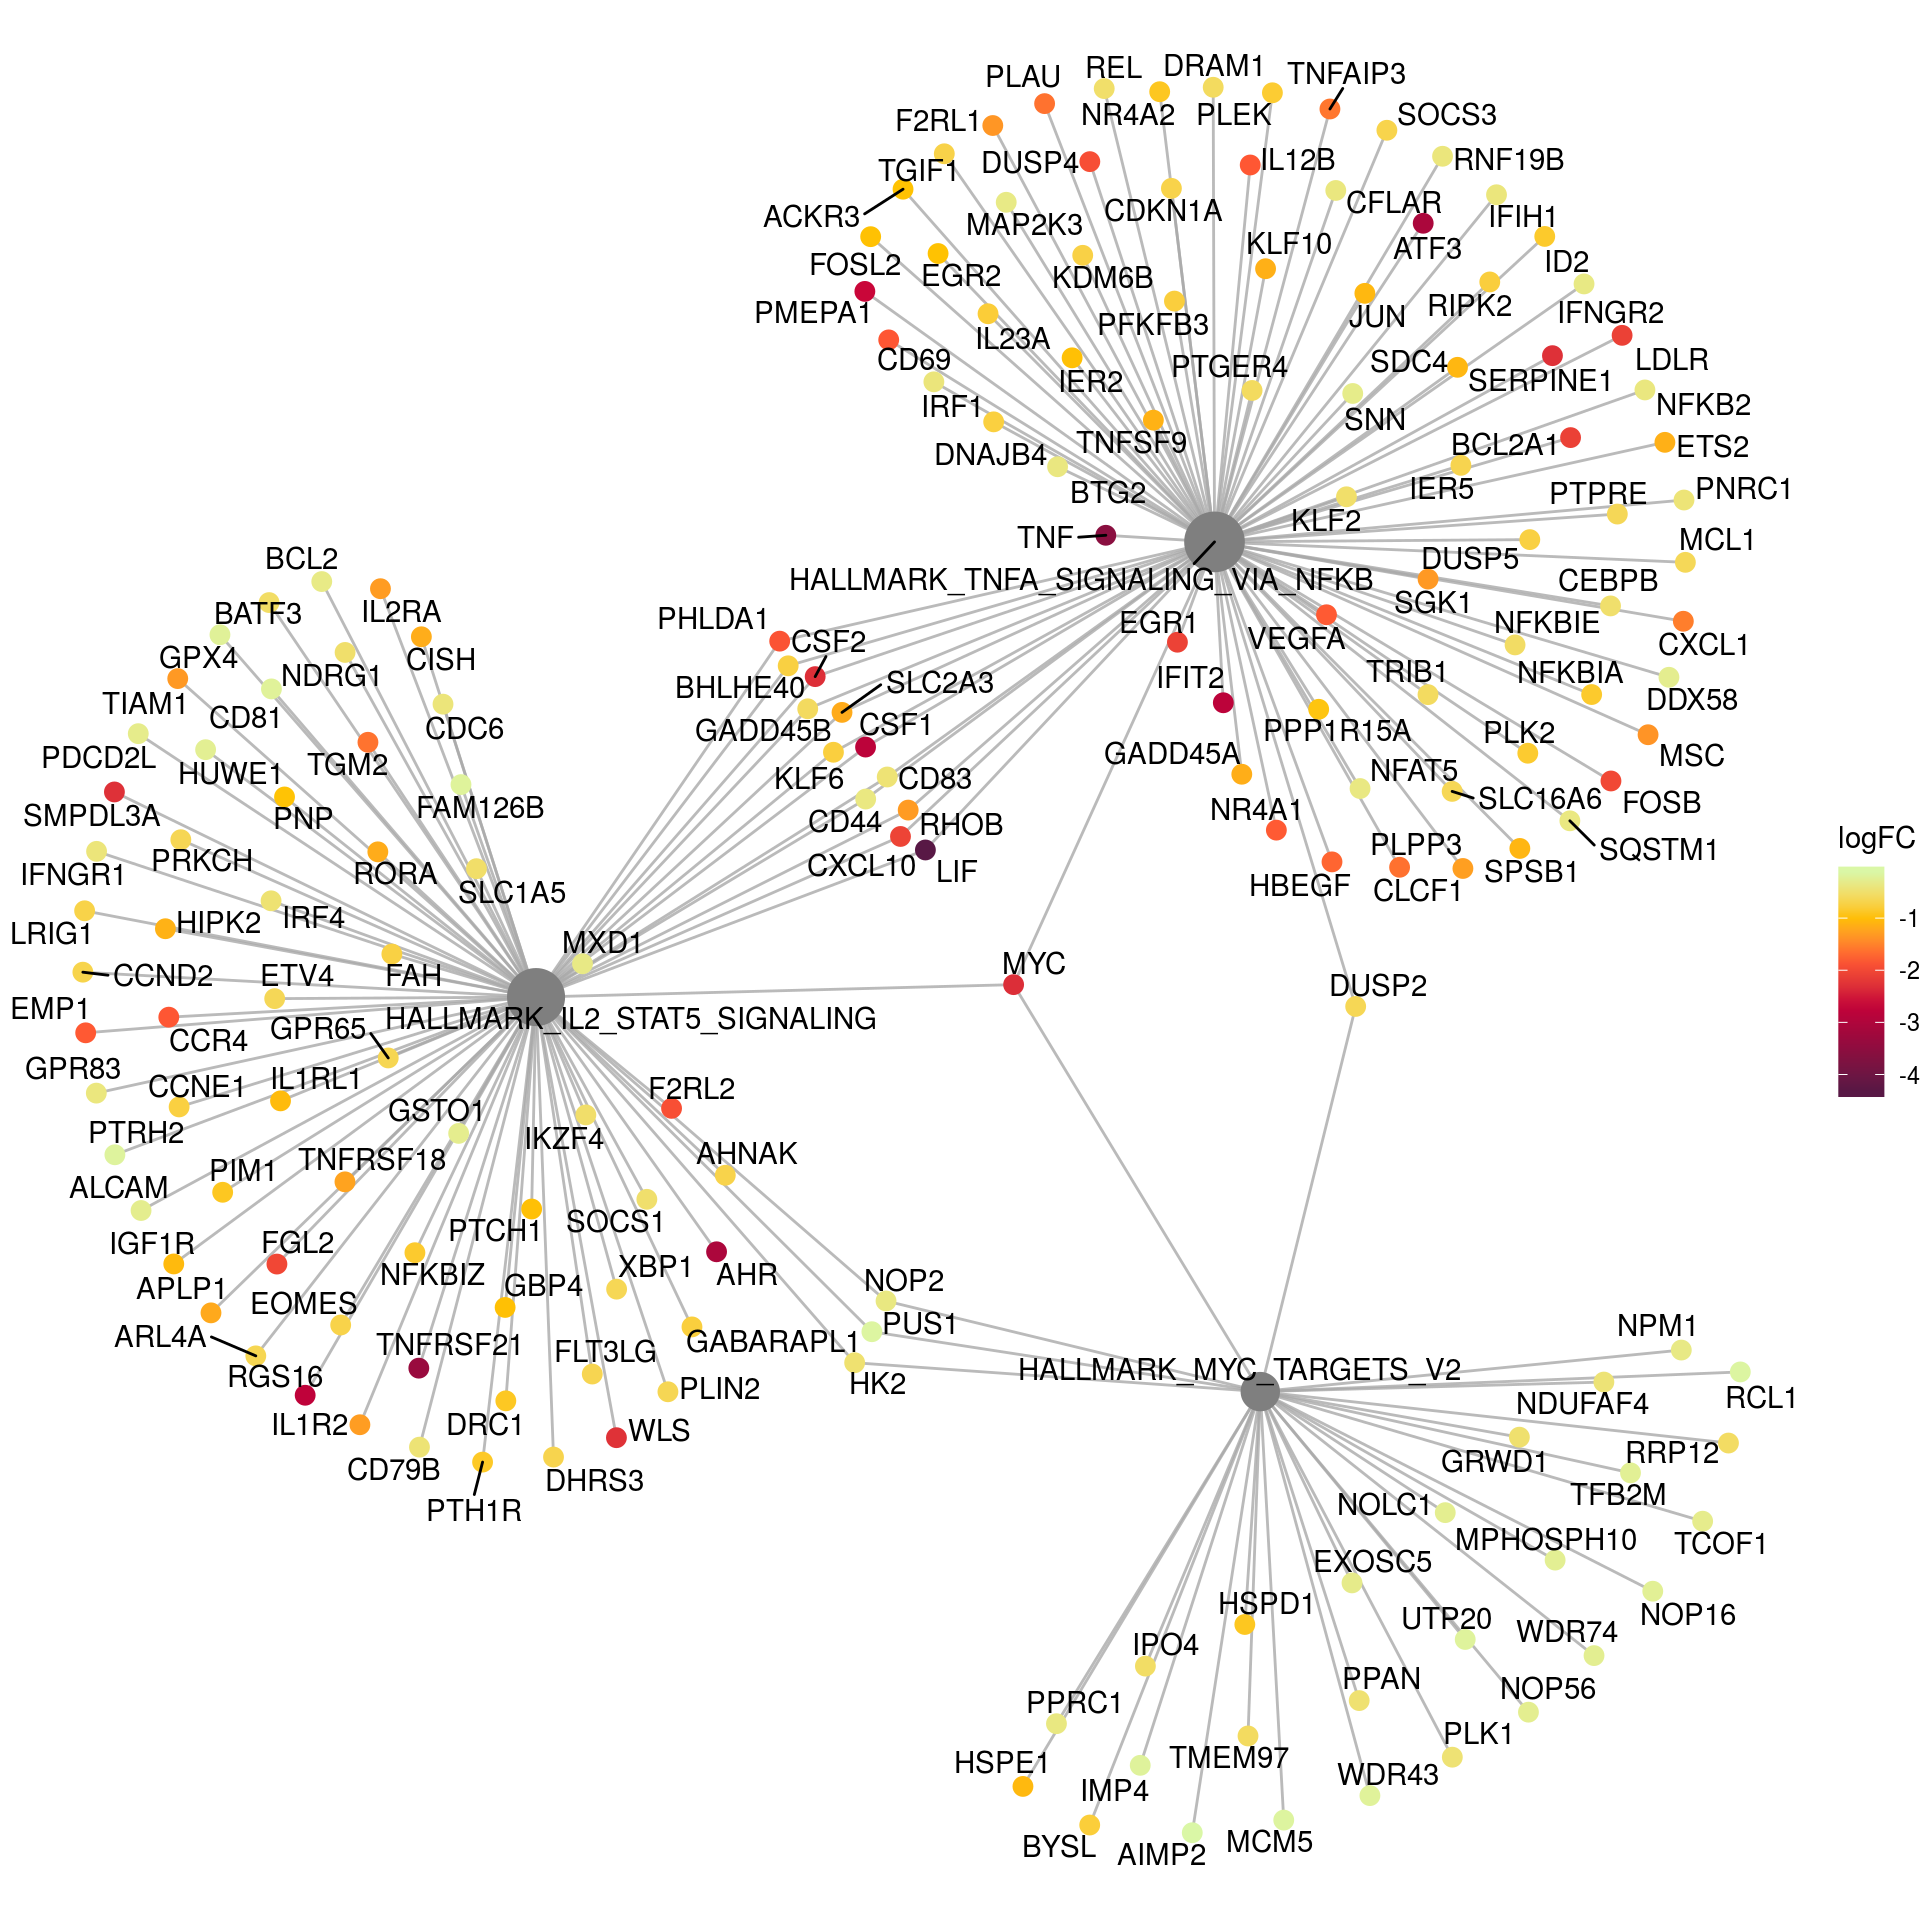 DRAM1
REL
TNFAIP3
PLAU
NR4A2
PLEK
SOCS3
F2RL1
DUSP4
IL12B
RNF19B
TGIF1
ACKR3
MAP2K3
CDKN1A
CFLAR
IFIH1
KLF10
ATF3
FOSL2
EGR2
KDM6B
ID2
PMEPA1
IL23A
PFKFB3
JUN
RIPK2
IFNGR2
CD69
IER2
PTGER4
SDC4
SERPINE1
LDLR
IRF1
SNN
NFKB2
DNAJB4
TNFSF9
BCL2A1
ETS2
BTG2
KLF2
IER5
PTPRE
PNRC1
TNF
DUSP5
MCL1
HALLMARK_TNFA_SIGNALING_VIA_NFKB
SGK1
CEBPB
BCL2
BATF3
IL2RA
PHLDA1
CSF2
EGR1
VEGFA
NFKBIE
CXCL1
GPX4
NDRG1
CISH
BHLHE40
SLC2A3
IFIT2
TRIB1
NFKBIA
DDX58
TIAM1
CD81
CDC6
GADD45B
CSF1
PPP1R15A
PLK2
PDCD2L
HUWE1
TGM2
KLF6
CD83
GADD45A
NFAT5
MSC
SMPDL3A
PNP
FAM126B
CD44
RHOB
NR4A1
SLC16A6
FOSB
IFNGR1
PRKCH
RORA
SLC1A5
CXCL10
LIF
HBEGF
PLPP3
CLCF1
SPSB1
SQSTM1
LRIG1
HIPK2
IRF4
MXD1
MYC
DUSP2
CCND2
ETV4
FAH
EMP1
CCR4
GPR65
HALLMARK_IL2_STAT5_SIGNALING
GPR83
CCNE1
IL1RL1
GSTO1
F2RL2
PTRH2
IKZF4
AHNAK
ALCAM
PIM1
TNFRSF18
IGF1R
FGL2
PTCH1
SOCS1
APLP1
NFKBIZ
GBP4
XBP1
AHR
NOP2
ARL4A
EOMES
TNFRSF21
FLT3LG
GABARAPL1
PUS1
RGS16
PLIN2
HK2
HALLMARK_MYC_TARGETS_V2
NPM1
IL1R2
DRC1
WLS
NDUFAF4
RCL1
CD79B
DHRS3
GRWD1
RRP12
PTH1R
NOLC1
TFB2M
MPHOSPH10
TCOF1
EXOSC5
HSPD1
UTP20
WDR74
NOP16
IPO4
PPAN
NOP56
PPRC1
PLK1
HSPE1
IMP4
TMEM97
WDR43
BYSL
AIMP2
MCM5
logFC
-1
-2
-3
-4